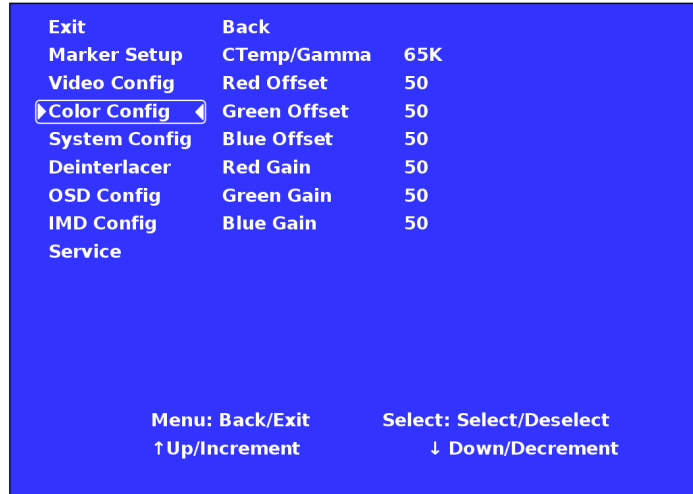 Exit Back
Marker Setup CTemp/Gamma 65K
Video Config Red Offset 50
Color Config Green Offset 50
System Config Blue Offset 50
Deinterlacer Red Gain 50
OSD Config Green Gain 50
IMD Config Blue Gain 50
Service
Menu: Back/Exit Select: Select/Deselect
↑Up/Increment ↓ Down/Decrement